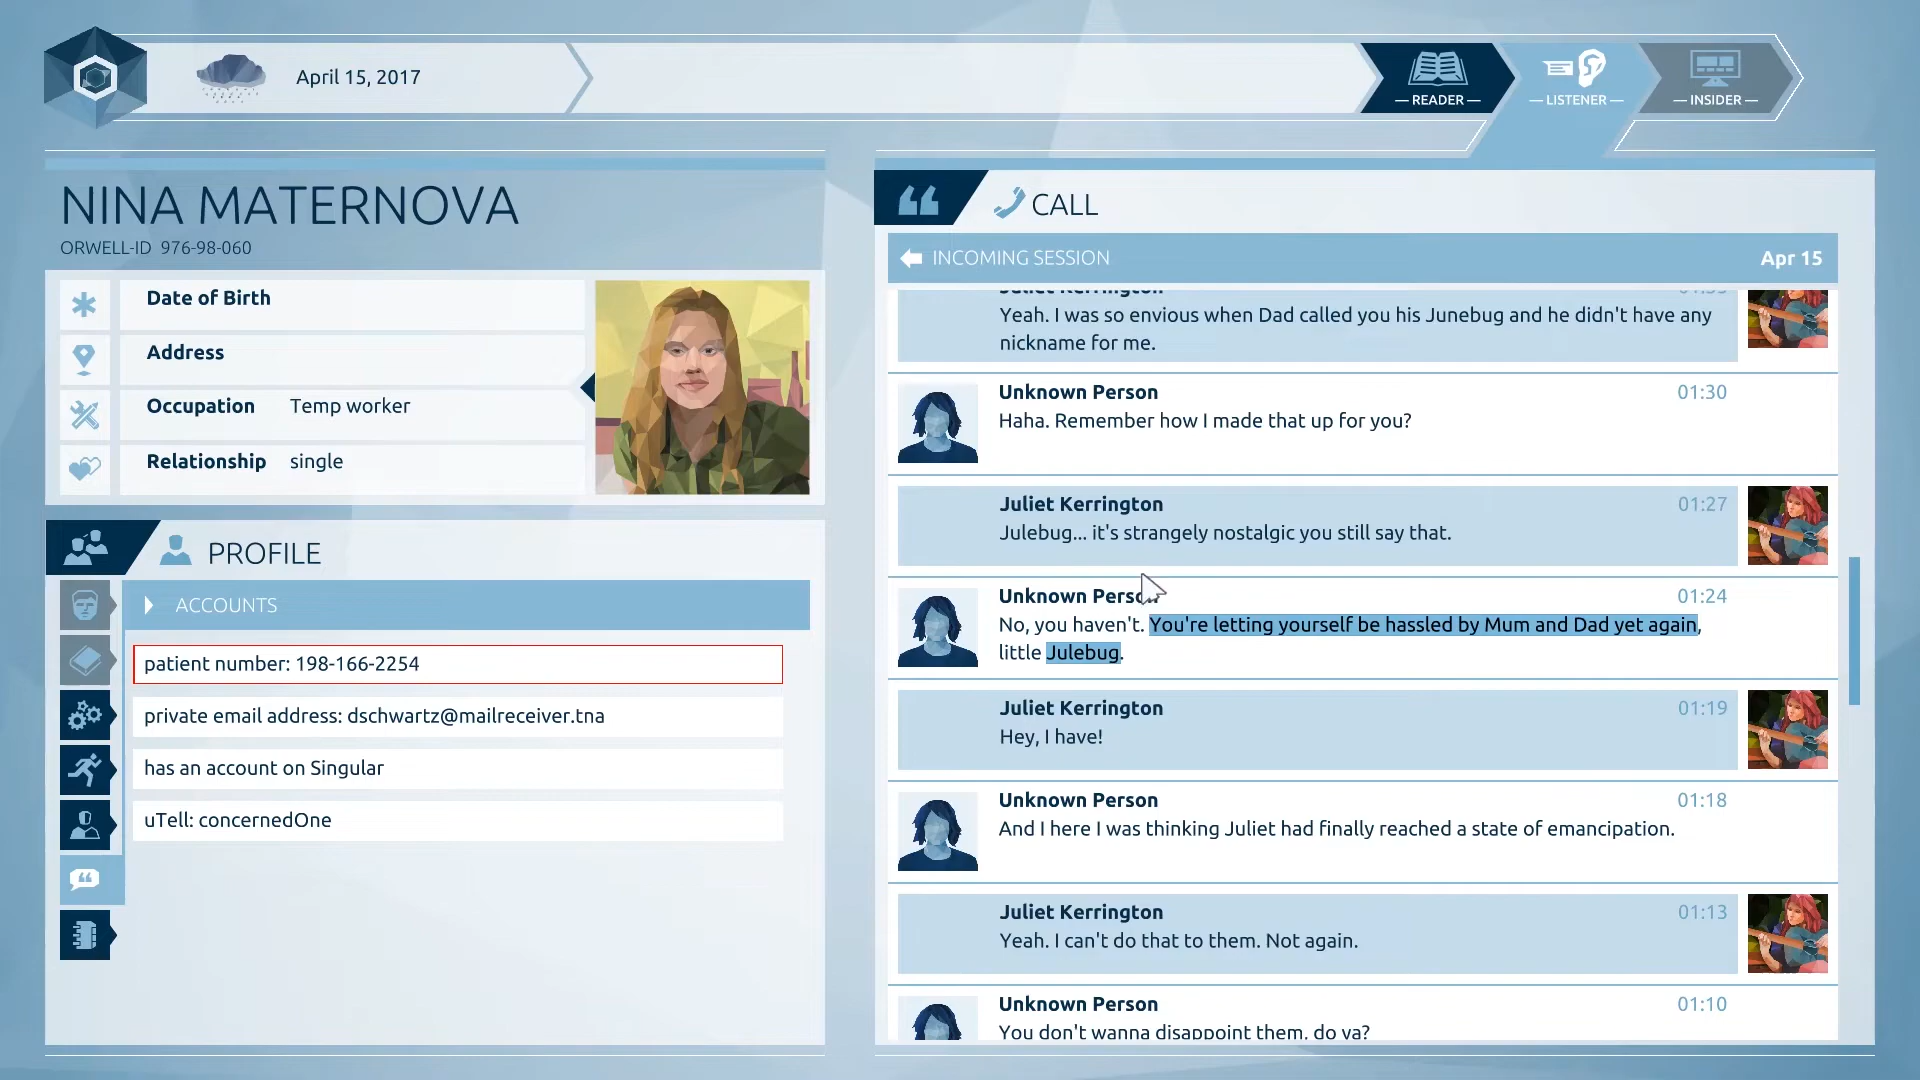 April 15, 2017
— READER —
— LISTENER —
— INSIDER —
NINA MATERNOVA
ORWELL-ID 976-98-060
Date of Birth
Address
Occupation Temp worker
Relationship single
PROFILE
ACCOUNTS
patient number: 198-166-2254
private email address: dschwartz@mailreceiver.tna
has an account on Singular
uTell: concernedOne
CALL
INCOMING SESSION Apr 15
Juliet Kerrington
Yeah. I was so envious when Dad called you his Junebug and he didn't have any
nickname for me.
Unknown Person 01:30
Haha. Remember how I made that up for you?
Juliet Kerrington 01:27
Julebug... it's strangely nostalgic you still say that.
Unknown Person 01:24
No, you haven't. You're letting yourself be hassled by Mum and Dad yet again,
little Julebug.
Juliet Kerrington 01:19
Hey, I have!
Unknown Person 01:18
And I here I was thinking Juliet had finally reached a state of emancipation.
Juliet Kerrington 01:13
Yeah. I can't do that to them. Not again.
Unknown Person 01:10
You don't wanna disappoint them, do ya?